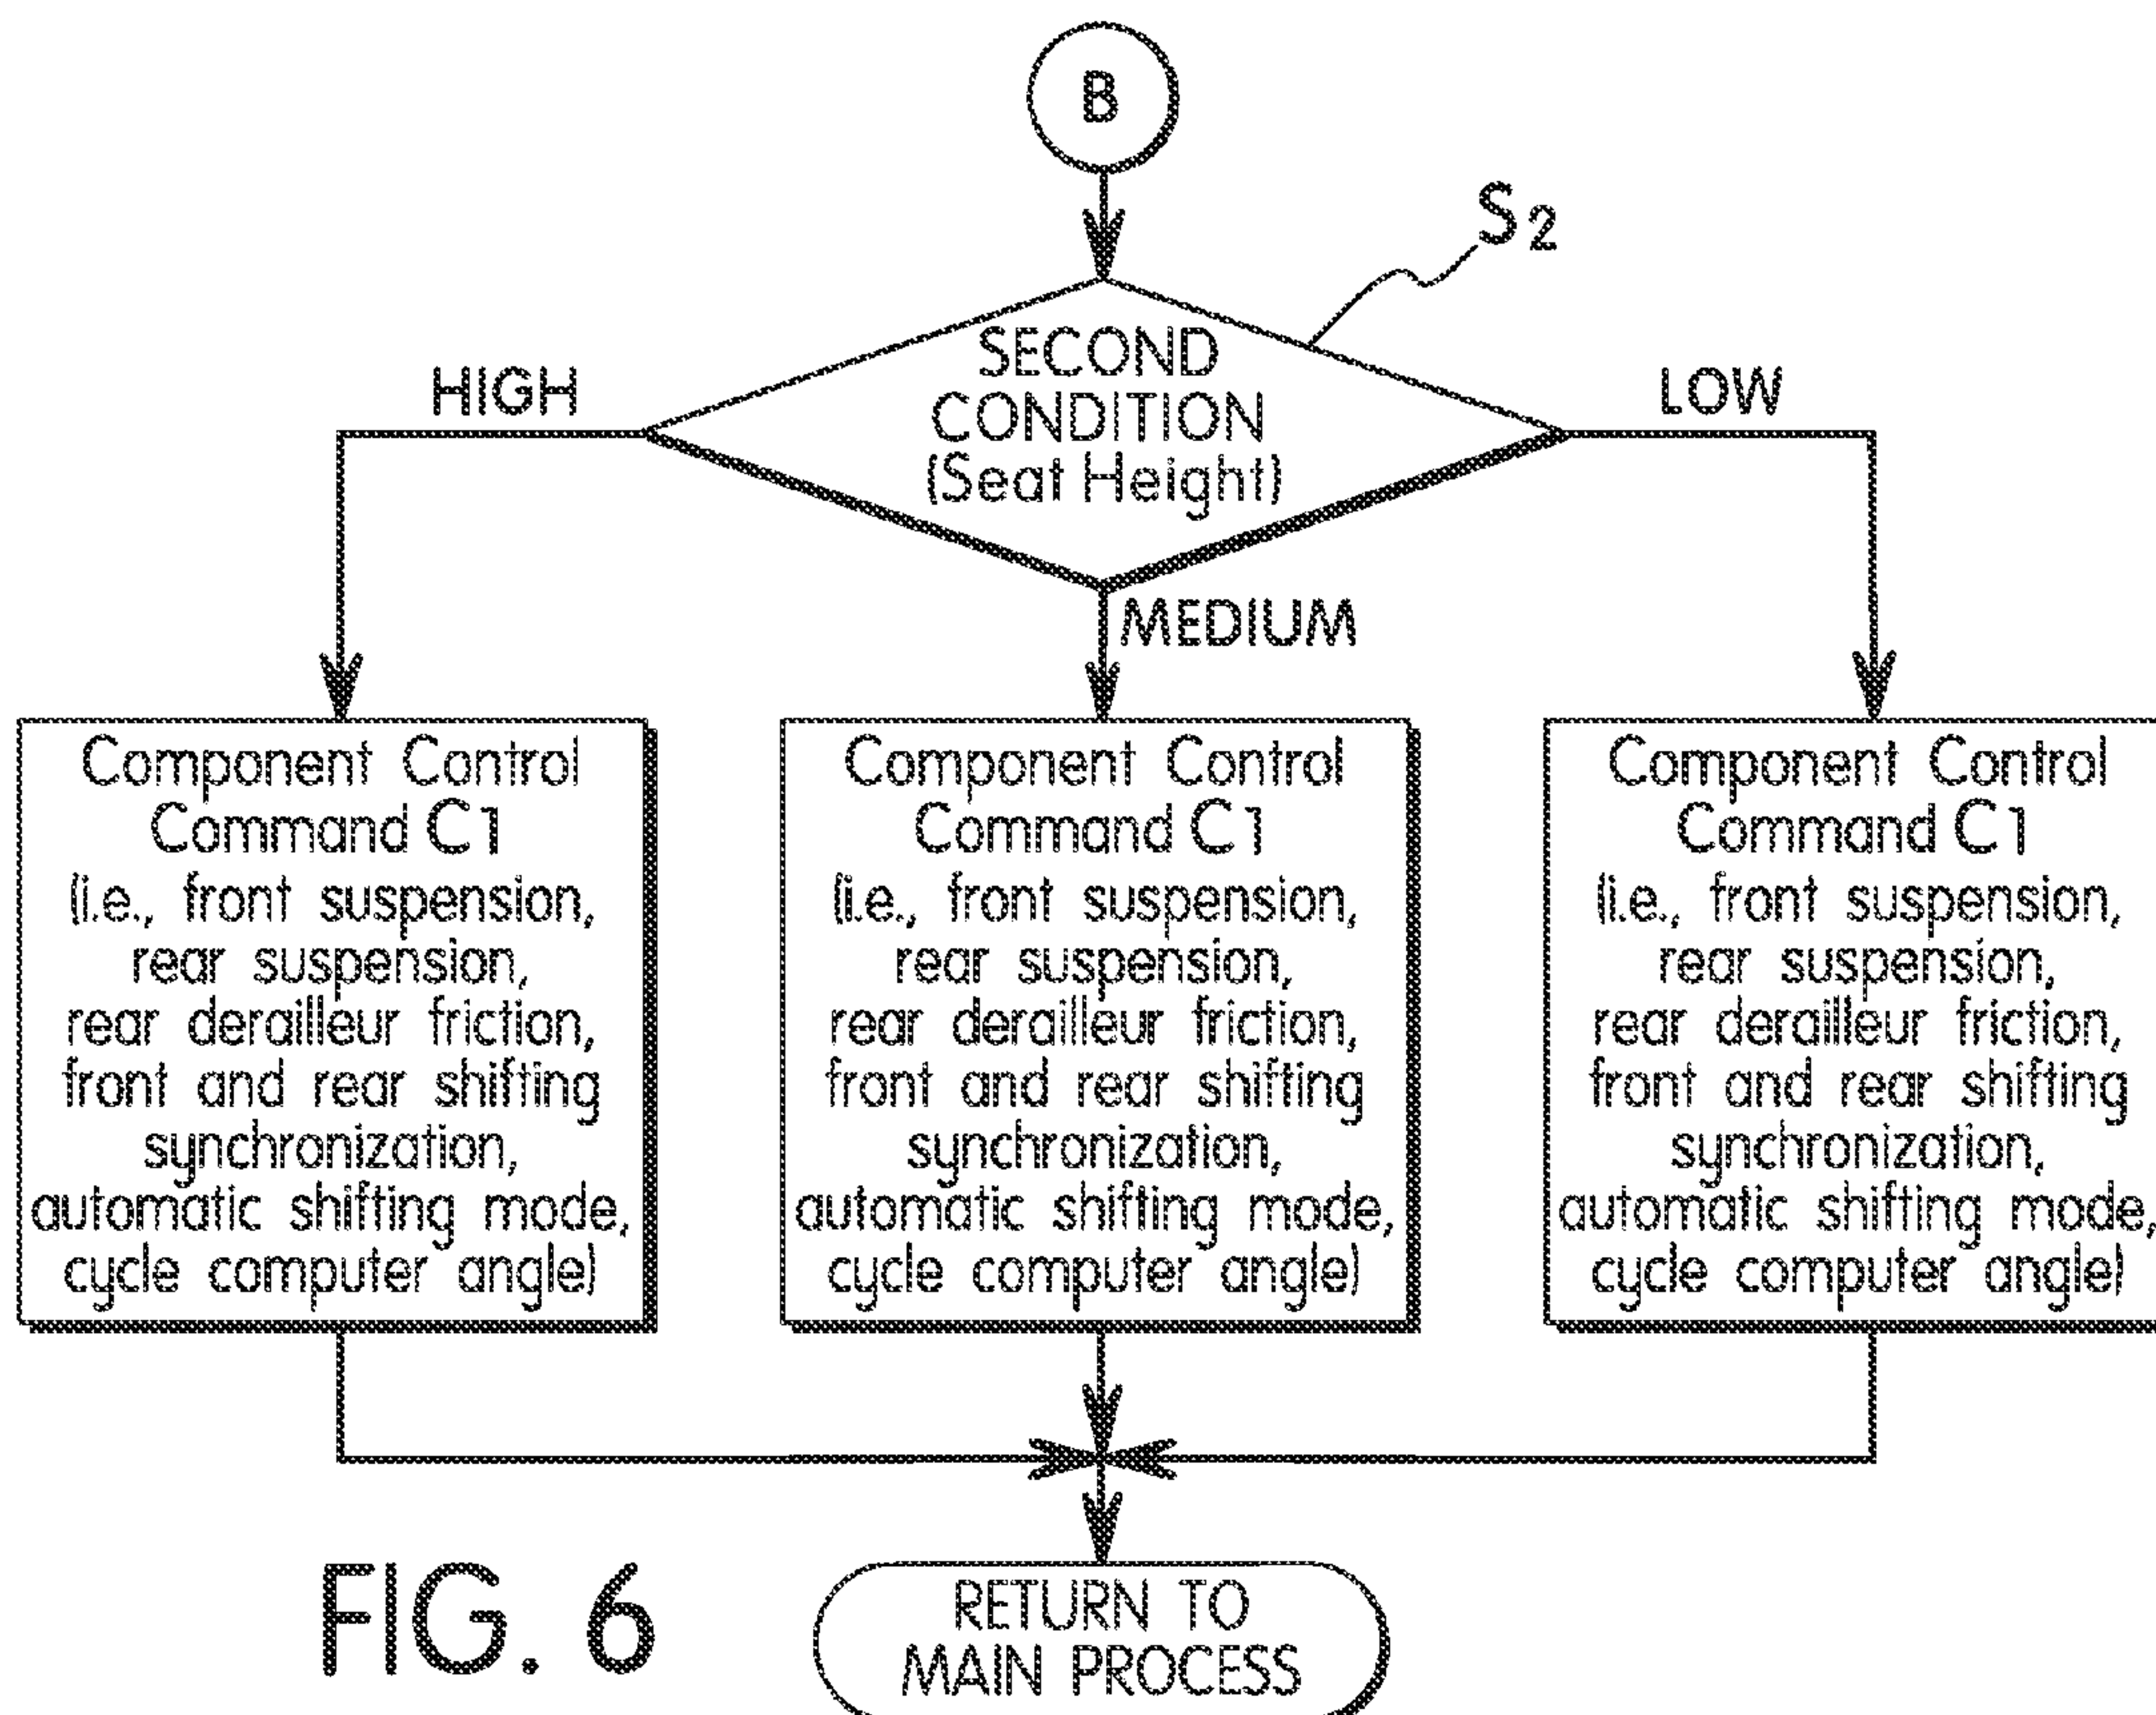 B
S2
SECOND
CONDITION
(Seat Height)
HIGH
LOW
MEDIUM
Component Control
Command C1
(i.e., front suspension,
rear suspension,
rear derailleur friction,
front and rear shifting
synchronization,
automatic shifting mode,
cycle computer angle)
Component Control
Command C1
(i.e., front suspension,
rear suspension,
rear derailleur friction,
front and rear shifting
synchronization,
automatic shifting mode,
cycle computer angle)
Component Control
Command C1
(i.e., front suspension,
rear suspension,
rear derailleur friction,
front and rear shifting
synchronization,
automatic shifting mode,
cycle computer angle)
RETURN TO
MAIN PROCESS
FIG. 6